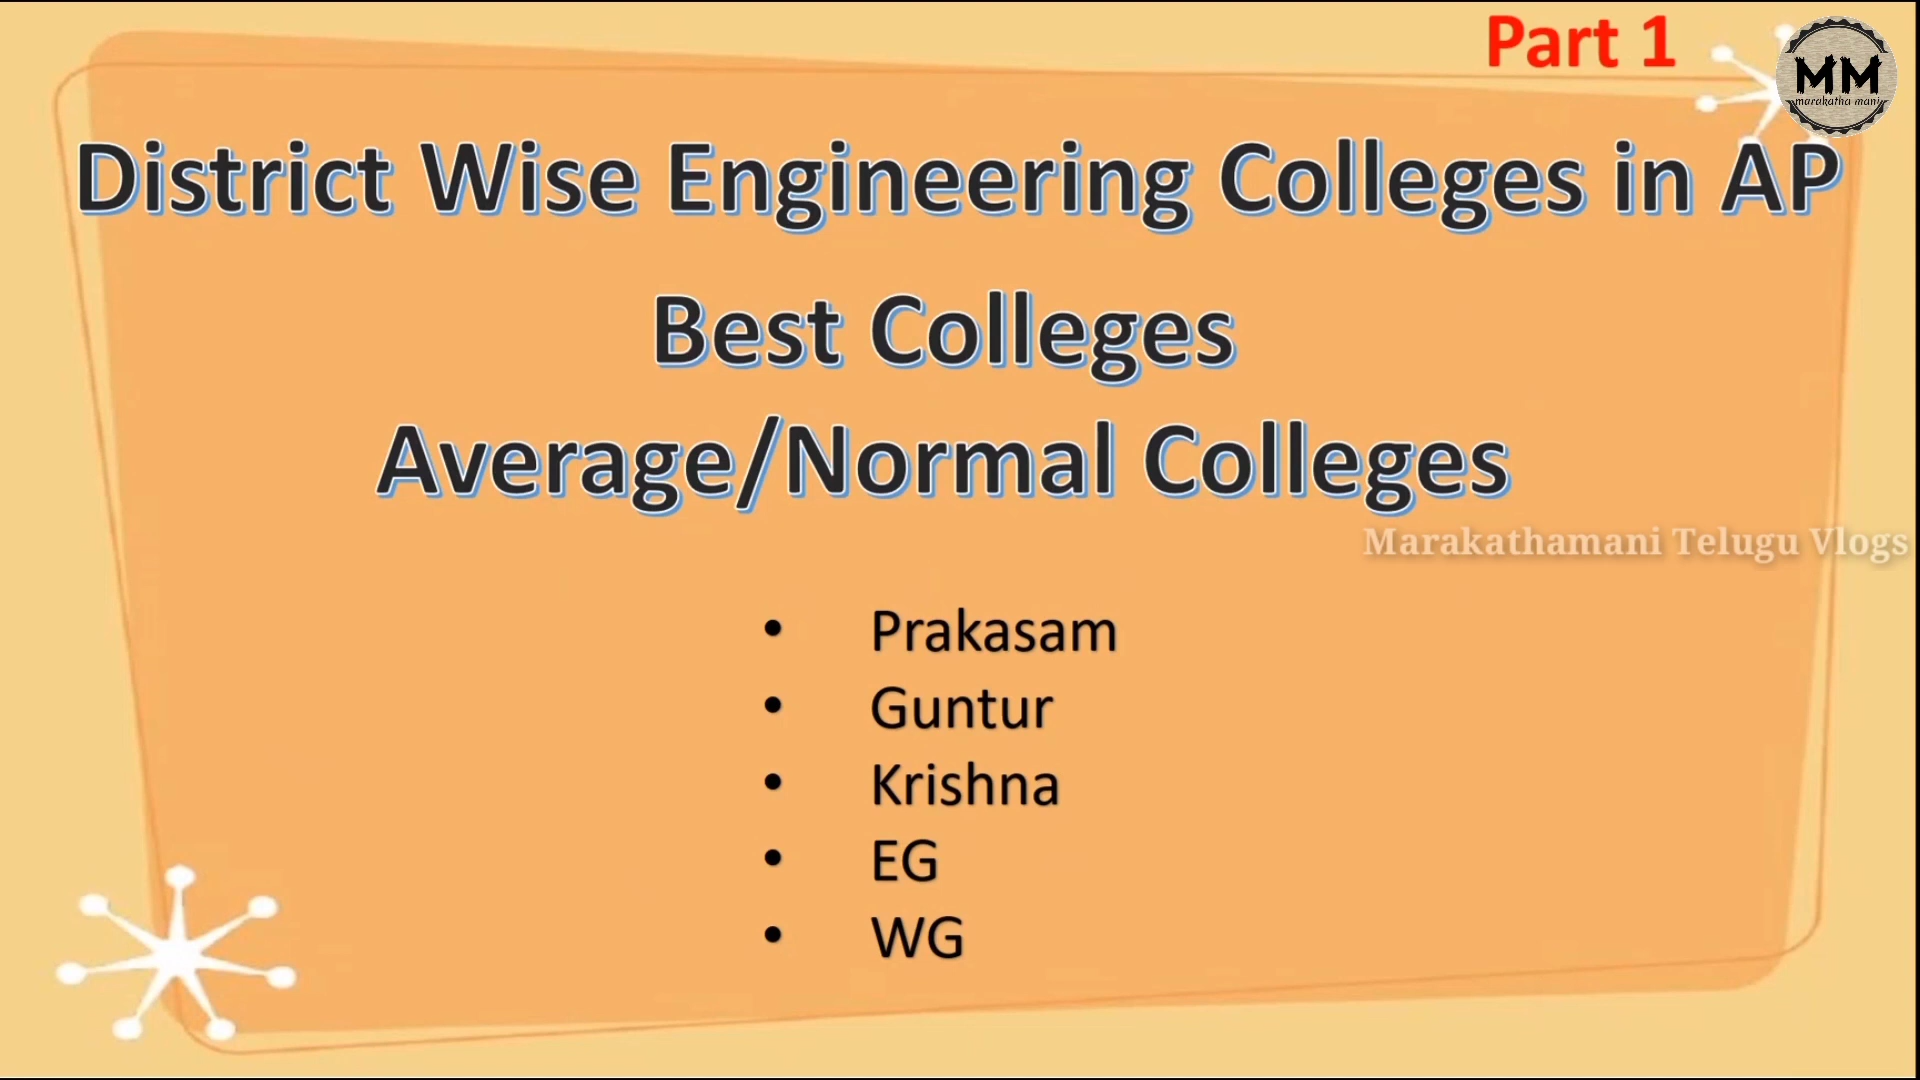 Part 1
MM
marakatha mani
District Wise Engineering Colleges in AP
Best Colleges
Average/Normal Colleges
Marakathamani Telugu Vlogs
• Prakasam
• Guntur
• Krishna
• EG
• WG